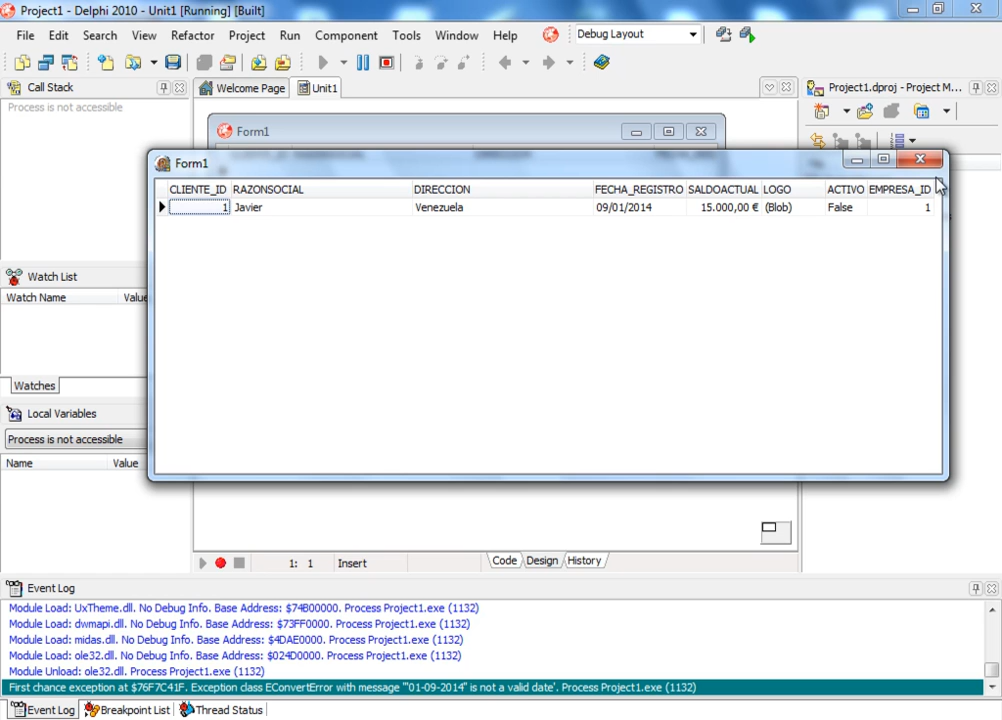 Project1 - Delphi 2010 - Unit1 [Running] [Built]
File Edit Search View Refactor Project Run Component Tools Window Help Debug Layout
Call Stack
Welcome Page Unit1
Project1.dproj - Project M...
Process is not accessible
Form1
Form1
CLIENTE_ID RAZONSOCIAL DIRECCION FECHA_REGISTRO SALDOACTUAL LOGO ACTIVO EMPRESA_ID
1 Javier Venezuela 09/01/2014 15.000,00 € (Blob) False 1
Watch List
Watch Name Value
Watches
Local Variables
Process is not accessible
Name Value
1: 1 Insert Code Design History
Event Log
Module Load: UxTheme.dll. No Debug Info. Base Address: $74B00000. Process Project1.exe (1132)
Module Load: dwmapi.dll. No Debug Info. Base Address: $73FF0000. Process Project1.exe (1132)
Module Load: midas.dll. No Debug Info. Base Address: $4DAE0000. Process Project1.exe (1132)
Module Load: ole32.dll. No Debug Info. Base Address: $024D0000. Process Project1.exe (1132)
Module Unload: ole32.dll. Process Project1.exe (1132)
First chance exception at $76F7C41F. Exception class EConvertError with message ''01-09-2014'' is not a valid date'. Process Project1.exe (1132)
Event Log Breakpoint List Thread Status